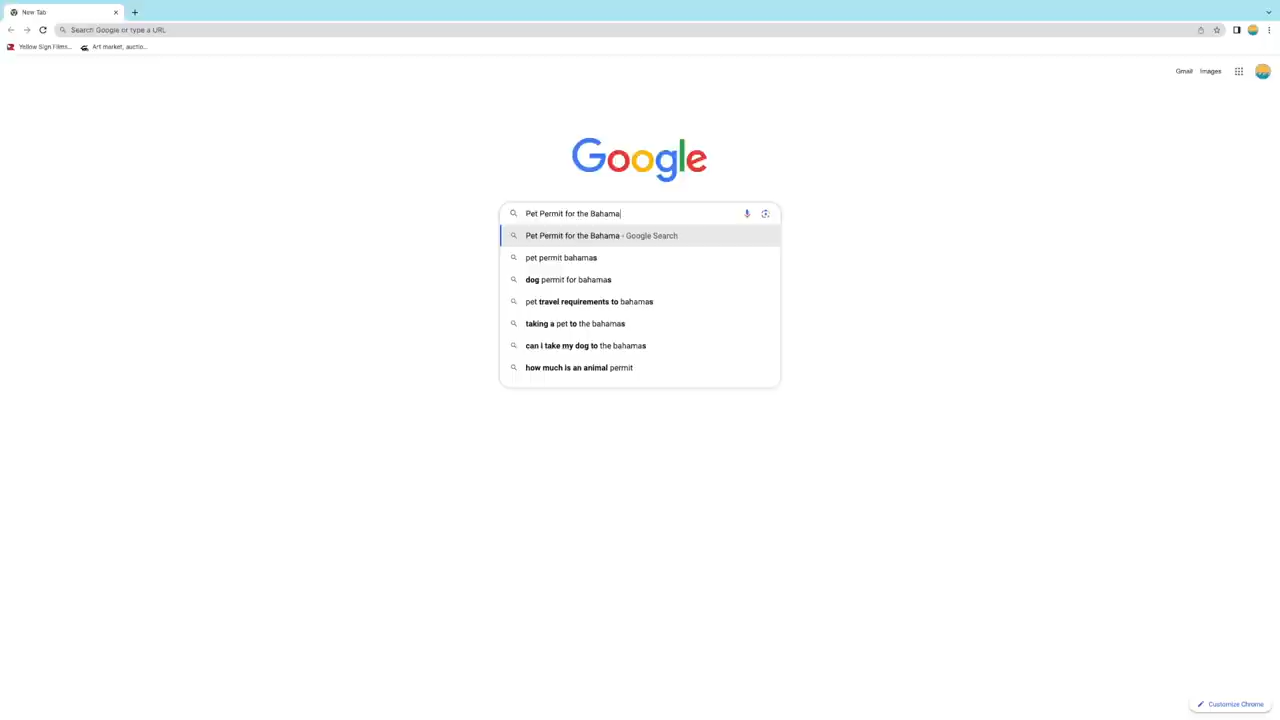 New Tab
Search Google or type a URL
Yellow Sign Films... Art market, auctio...
Gmail Images
Google
Pet Permit for the Bahama
Pet Permit for the Bahama - Google Search
pet permit bahamas
dog permit for bahamas
pet travel requirements to bahamas
taking a pet to the bahamas
can i take my dog to the bahamas
how much is an animal permit
Customize Chrome